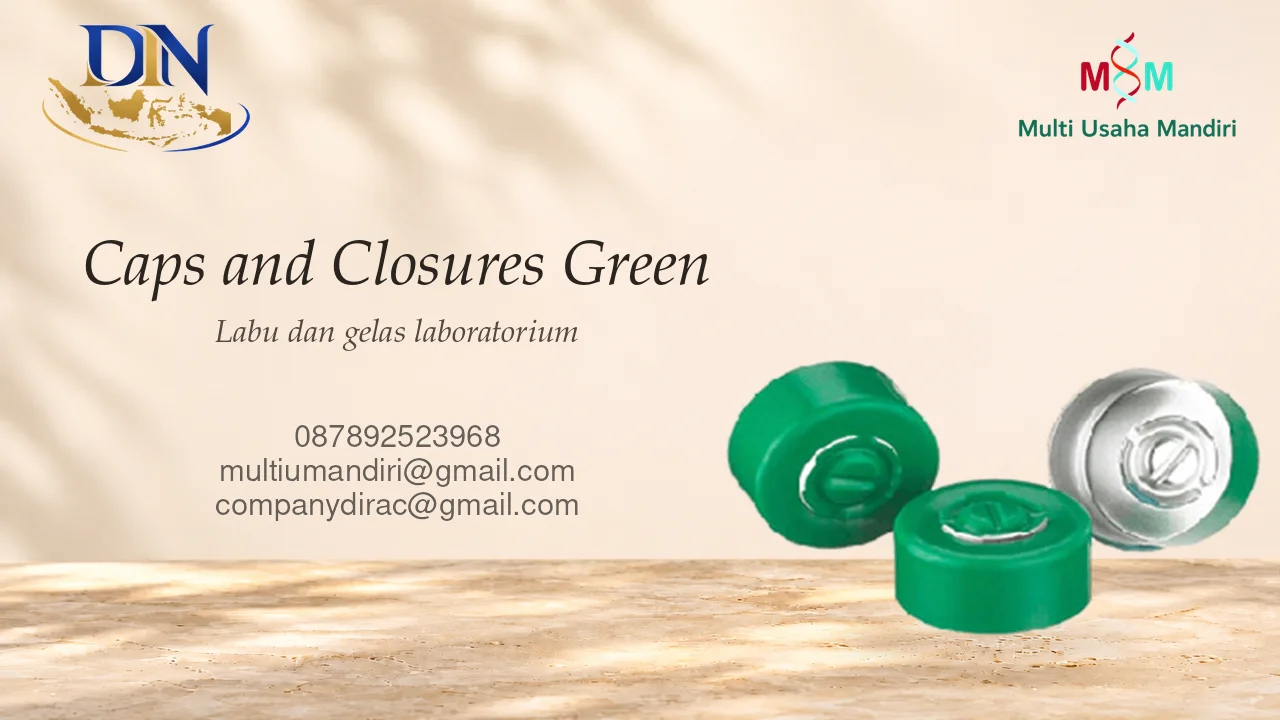 DIN
MSM
Multi Usaha Mandiri
Caps and Closures Green
Labu dan gelas laboratorium
087892523968
multiumandiri@gmail.com
companydirac@gmail.com